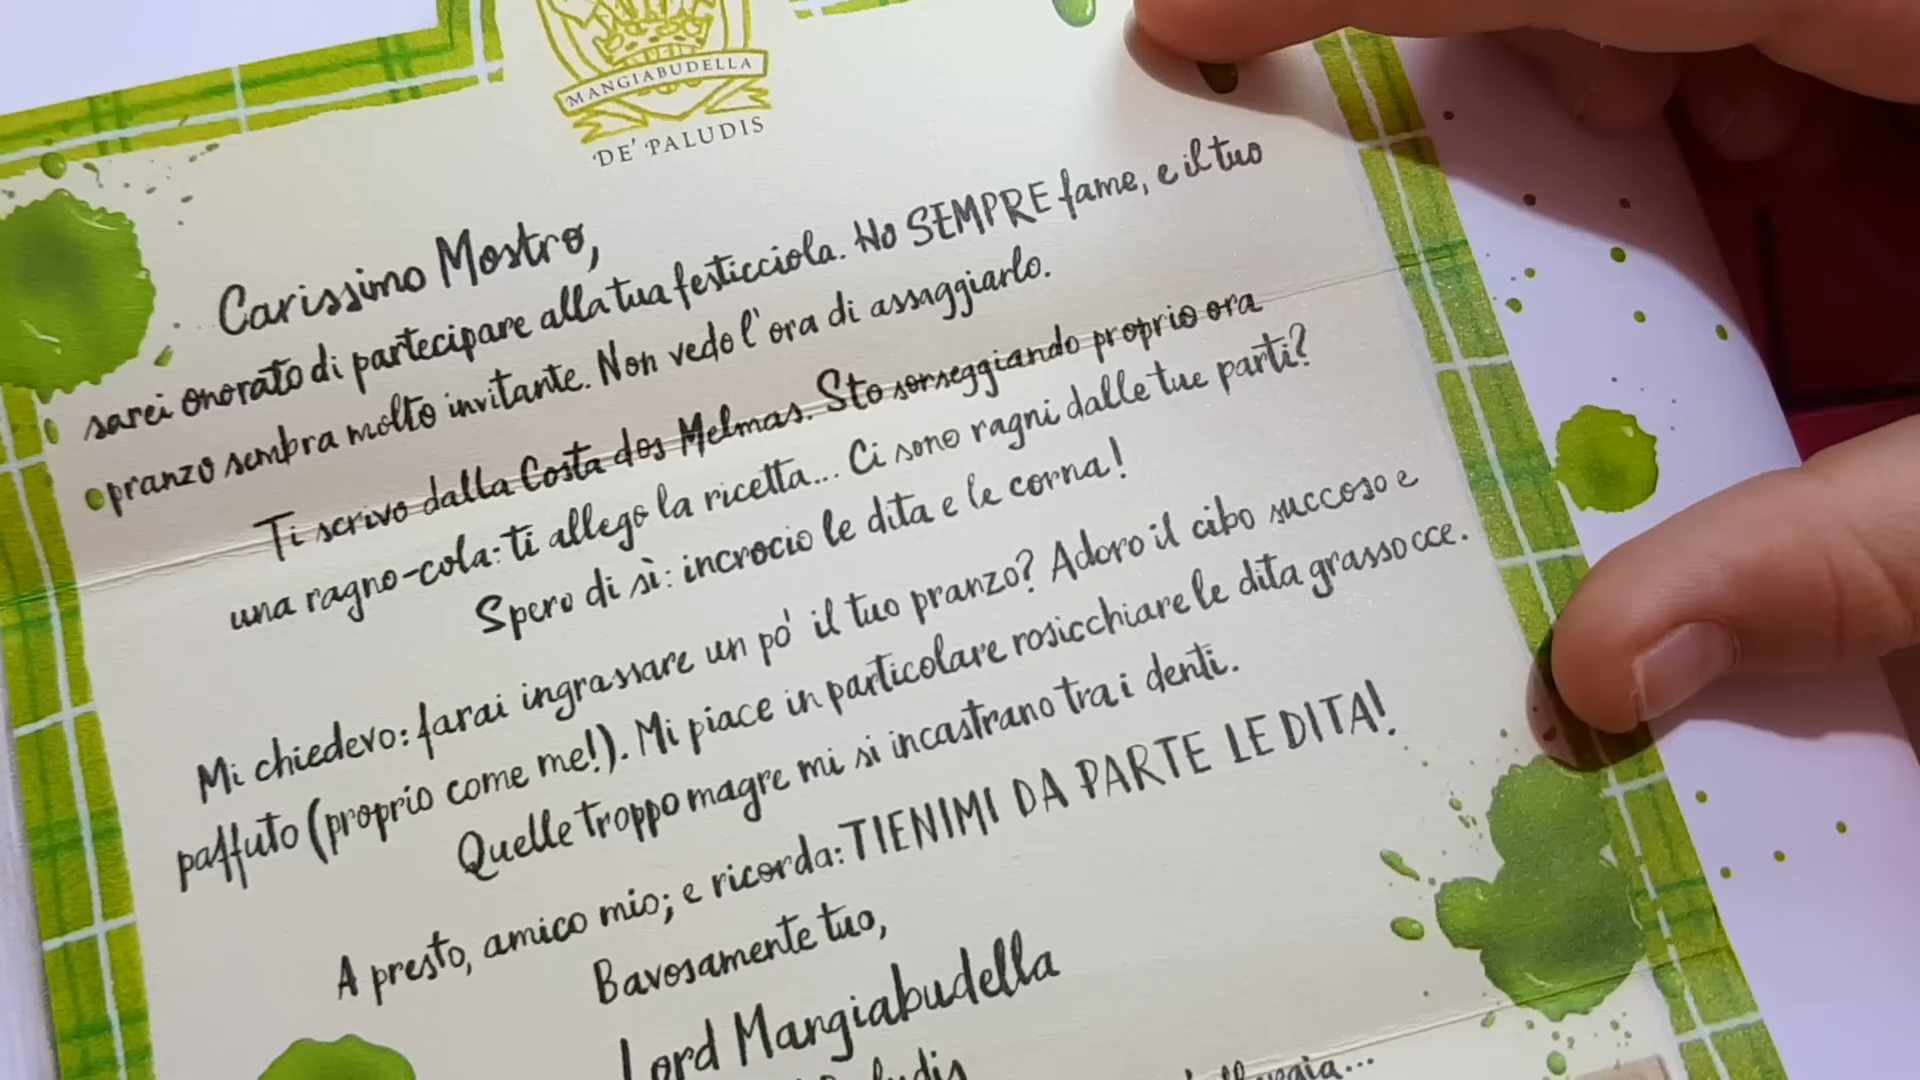 MANGIABUDELLA
DE' PALUDIS
Carissimo Mostro,
sarei onorato di partecipare alla tua festicciola. Ho SEMPRE fame, e il tuo
pranzo sembra molto invitante. Non vedo l'ora di assaggiarlo.
Ti scrivo dalla Costa dos Melmas. Sto sorseggiando proprio ora
una ragno-cola: ti allego la ricetta... Ci sono ragni dalle tue parti?
Spero di sì: incrocio le dita e le corna!
Mi chiedevo: farai ingrassare un po' il tuo pranzo? Adoro il cibo succoso e
paffuto (proprio come me!). Mi piace in particolare rosicchiare le dita grassocce.
Quelle troppo magre mi si incastrano tra i denti.
A presto, amico mio; e ricorda: TIENIMI DA PARTE LE DITA!
Bavosamente tuo,
Lord Mangiabudella